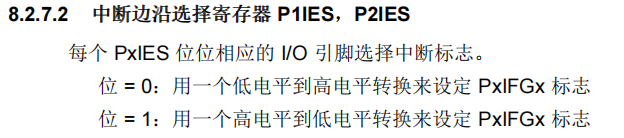 8.2.7.2 中断边沿选择寄存器 P1IES，P2IES
每个 PxIES 位位相应的 I/O 引脚选择中断标志。
位 = 0：用一个低电平到高电平转换来设定 PxIFGx 标志
位 = 1：用一个高电平到低电平转换来设定 PxIFGx 标志